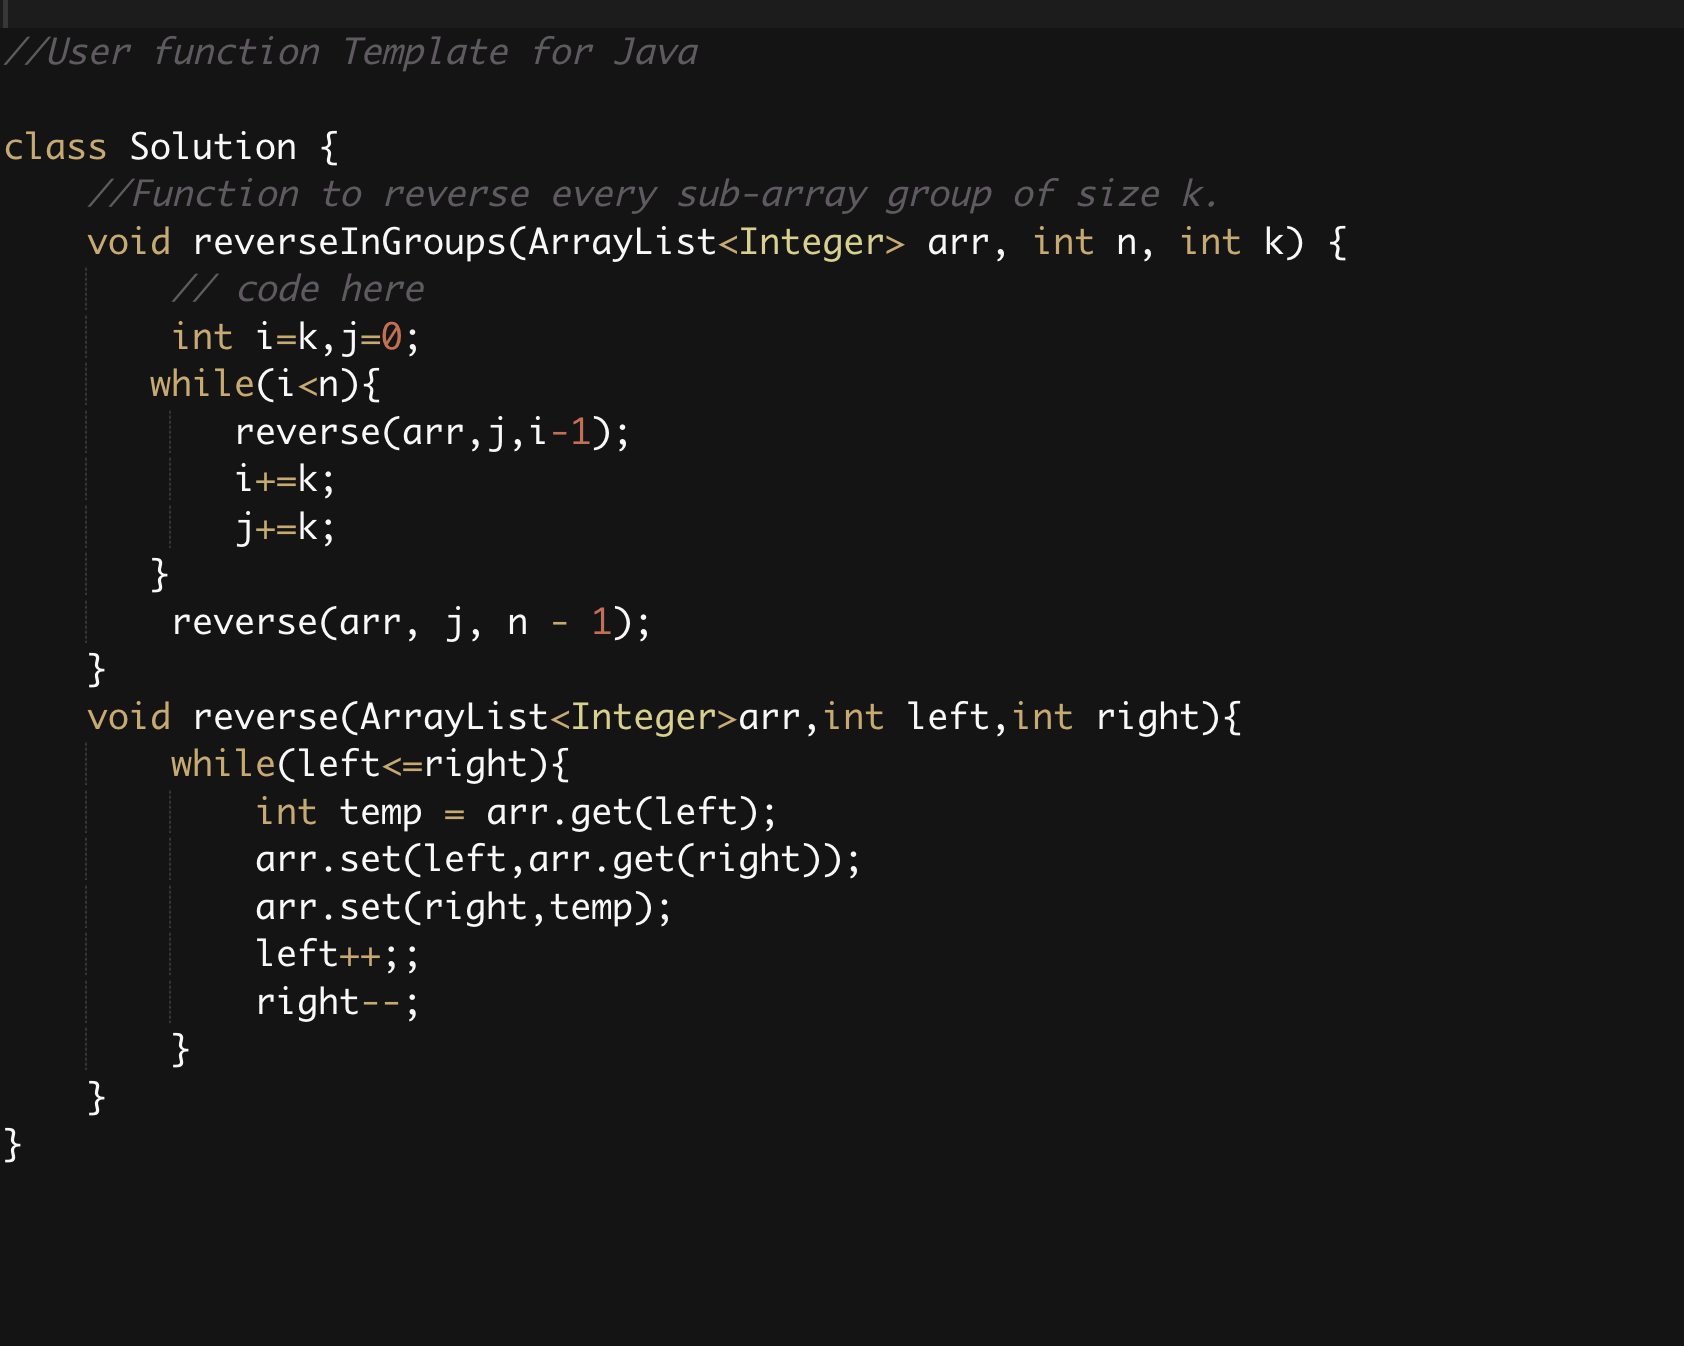 //User function Template for Java
class Solution {
    //Function to reverse every sub-array group of size k.
    void reverseInGroups(ArrayList<Integer> arr, int n, int k) {
        // code here
        int i=k,j=0;
       while(i<n){
           reverse(arr,j,i-1);
           i+=k;
           j+=k;
       }
        reverse(arr, j, n - 1);
    }
    void reverse(ArrayList<Integer>arr,int left,int right){
        while(left<=right){
            int temp = arr.get(left);
            arr.set(left,arr.get(right));
            arr.set(right,temp);
            left++;;
            right--;
        }
    }
}